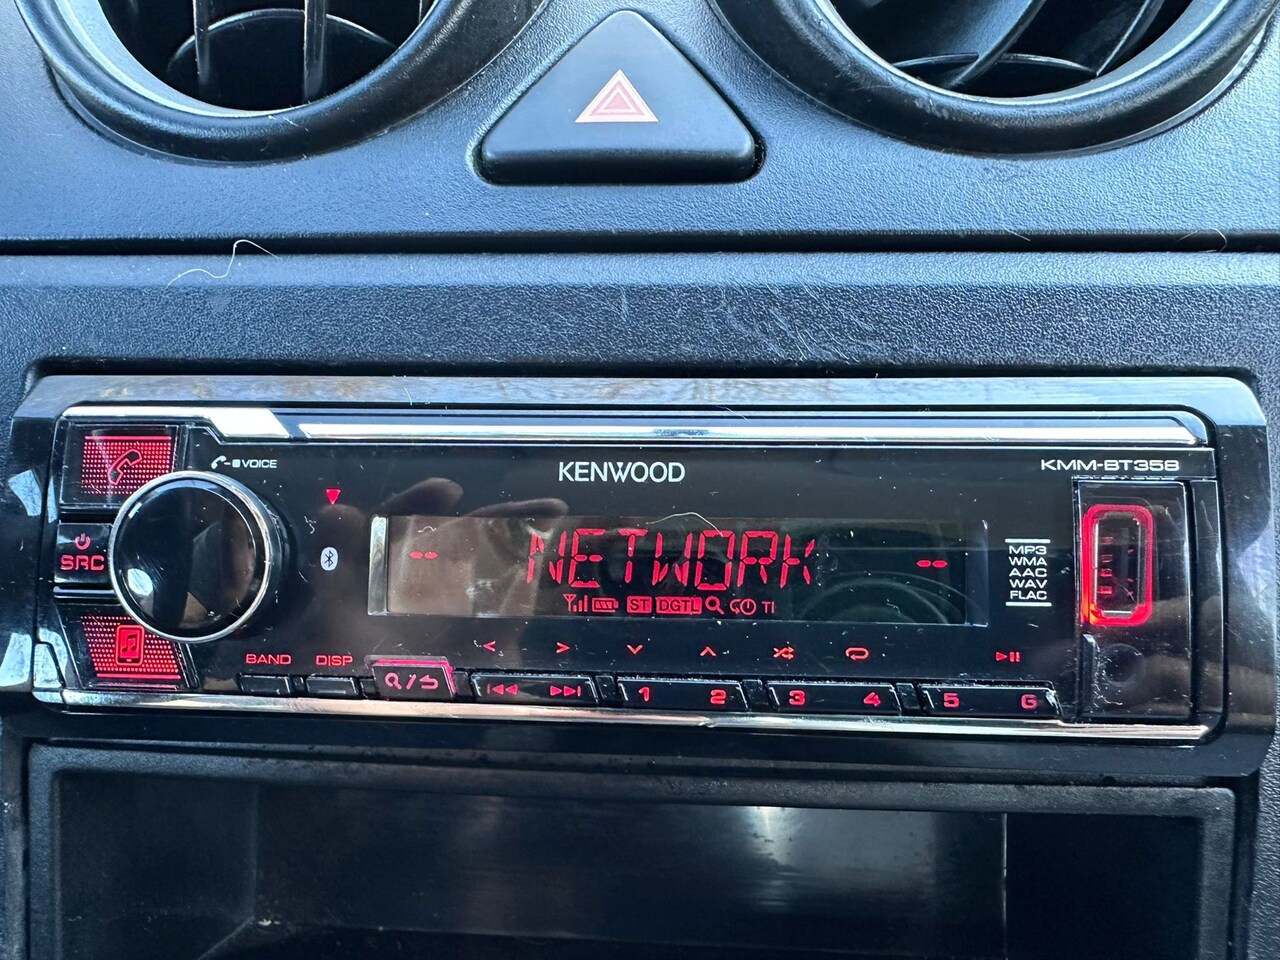 VOICE
KENWOOD
KMM-BT358
SRC
NETWORK
ST DGTL TI
MP3
WMA
AAC
WAV
FLAC
BAND DISP
1 2 3 4 5 6